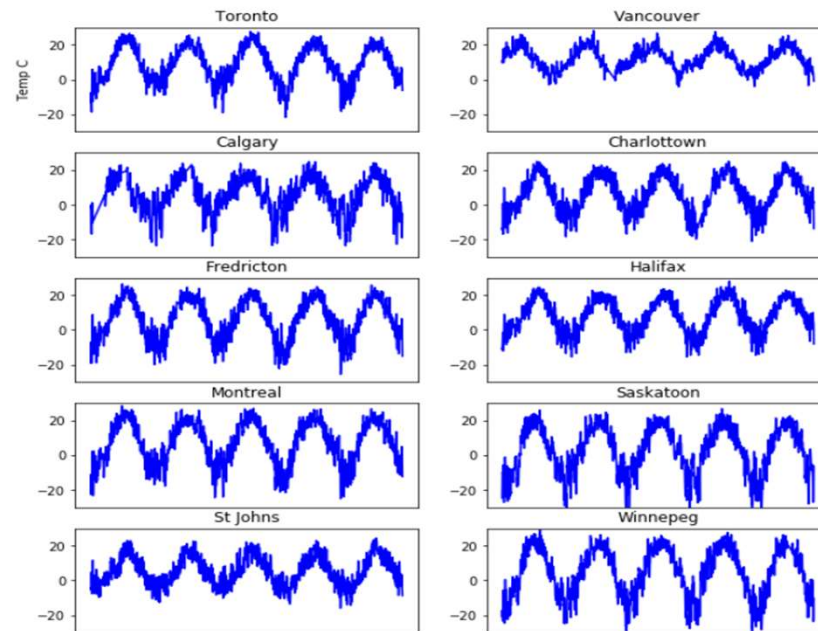 Toronto
Vancouver
Temp C
20
0
−20
20
0
−20
Calgary
Charlottown
20
0
−20
20
0
−20
Fredricton
Halifax
20
0
−20
20
0
−20
Montreal
Saskatoon
20
0
−20
20
0
−20
St Johns
Winnepeg
20
0
−20
20
0
−20